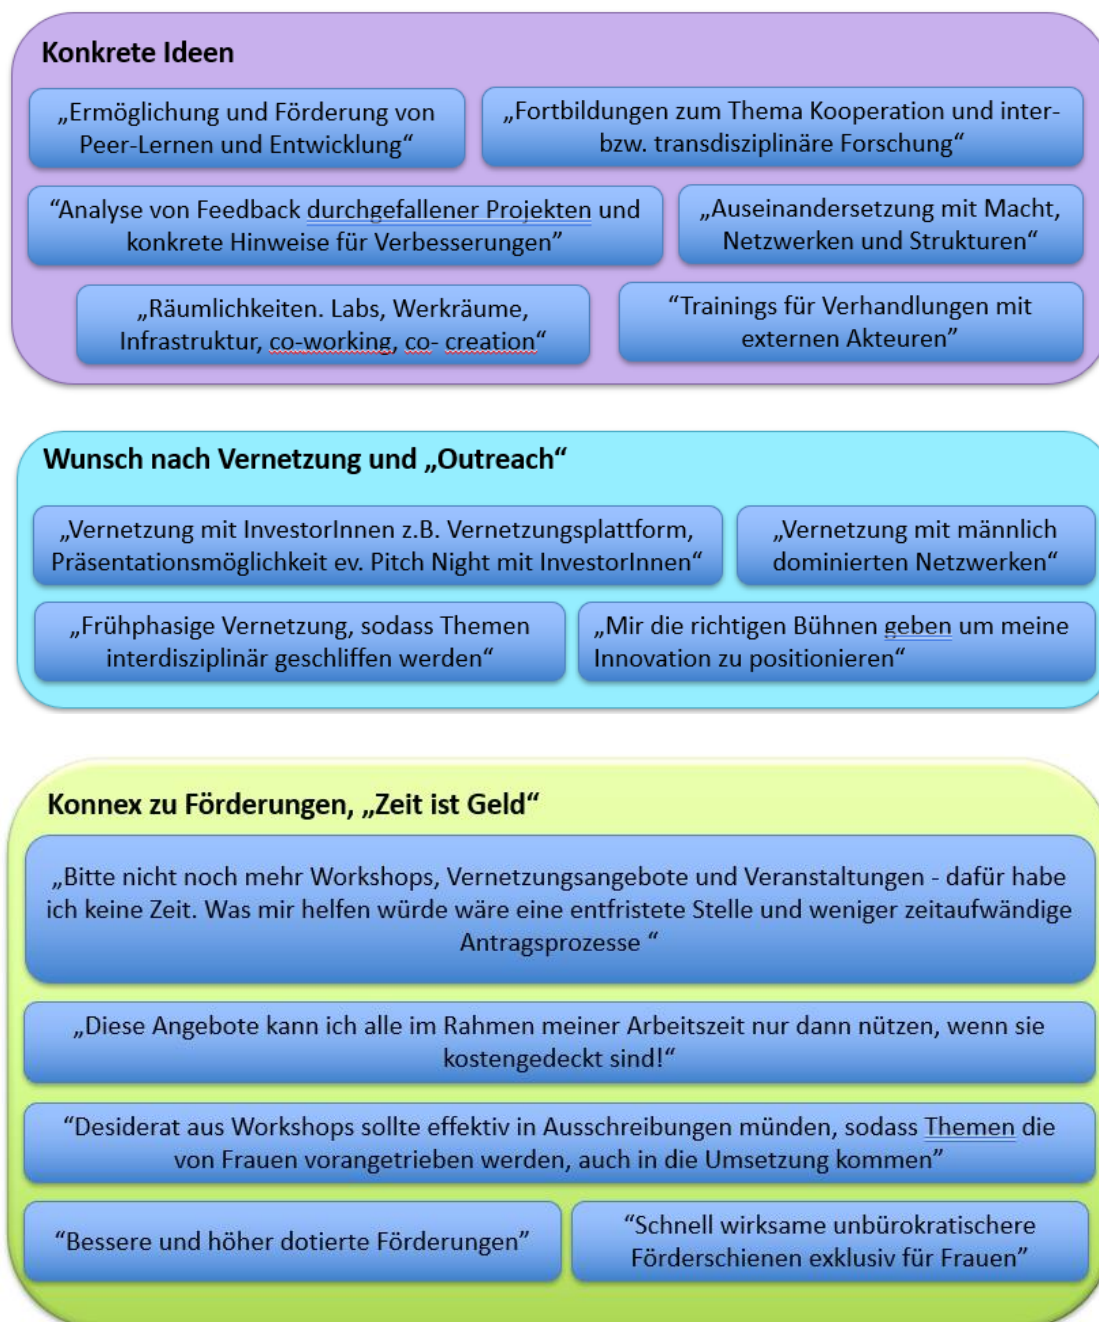 Konkrete Ideen
„Ermöglichung und Förderung von
Peer-Lernen und Entwicklung“
„Fortbildungen zum Thema Kooperation und inter-
bzw. transdisziplinäre Forschung“
“Analyse von Feedback durchgefallener Projekten und
konkrete Hinweise für Verbesserungen”
„Auseinandersetzung mit Macht,
Netzwerken und Strukturen“
„Räumlichkeiten. Labs, Werkräume,
Infrastruktur, co-working, co- creation“
“Trainings für Verhandlungen mit
externen Akteuren”
Wunsch nach Vernetzung und „Outreach“
„Vernetzung mit InvestorInnen z.B. Vernetzungsplattform,
Präsentationsmöglichkeit ev. Pitch Night mit InvestorInnen“
„Vernetzung mit männlich
dominierten Netzwerken“
„Frühphasige Vernetzung, sodass Themen
interdisziplinär geschliffen werden“
„Mir die richtigen Bühnen geben um meine
Innovation zu positionieren“
Konnex zu Förderungen, „Zeit ist Geld“
„Bitte nicht noch mehr Workshops, Vernetzungsangebote und Veranstaltungen - dafür habe
ich keine Zeit. Was mir helfen würde wäre eine entfristete Stelle und weniger zeitaufwändige
Antragsprozesse “
„Diese Angebote kann ich alle im Rahmen meiner Arbeitszeit nur dann nützen, wenn sie
kostengedeckt sind!“
“Desiderat aus Workshops sollte effektiv in Ausschreibungen münden, sodass Themen die
von Frauen vorangetrieben werden, auch in die Umsetzung kommen”
“Bessere und höher dotierte Förderungen”
“Schnell wirksame unbürokratischere
Förderschienen exklusiv für Frauen”